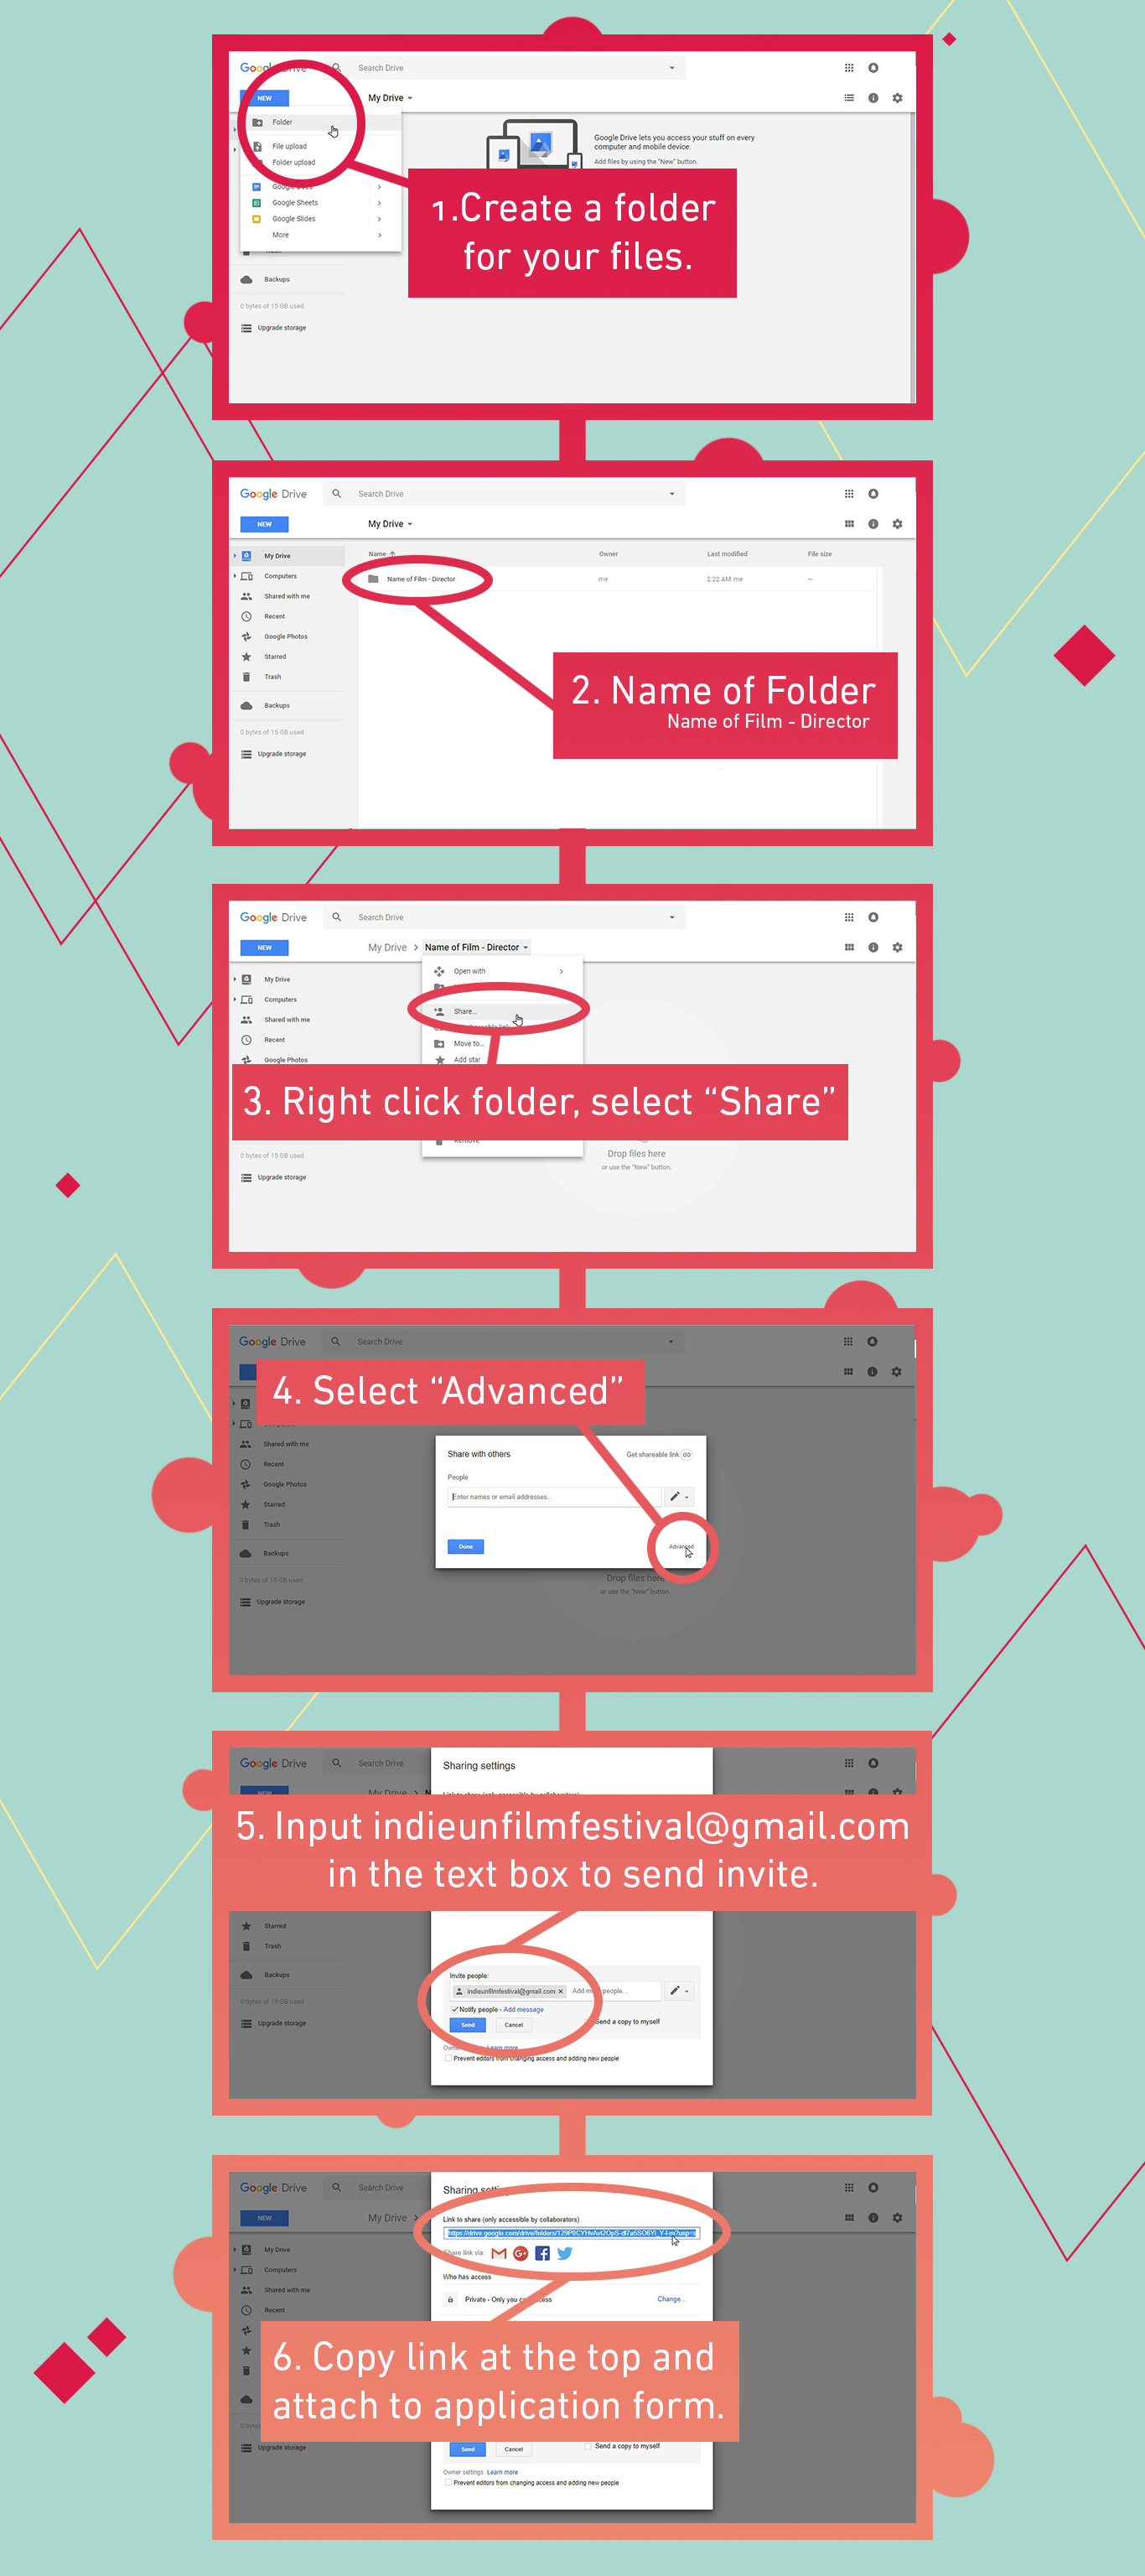 Google Drive
Search Drive
NEW
My Drive
Folder
File upload
Folder upload
Google Docs
Google Sheets
Google Slides
More
Google Drive lets you access your stuff on every
computer and mobile device.
Add files by using the "New" button.
1.Create a folder
for your files.
Backups
0 bytes of 15 GB used
Upgrade storage
Google Drive
Search Drive
NEW
My Drive
My Drive
Computers
Shared with me
Recent
Google Photos
Starred
Trash
Backups
0 bytes of 15 GB used
Upgrade storage
Name
Owner
Last modified
File size
Name of Film - Director
me
2:22 AM me
–
2. Name of Folder
Name of Film - Director
Google Drive
Search Drive
NEW
My Drive > Name of Film - Director
My Drive
Computers
Shared with me
Recent
Google Photos
Open with
Share...
Move to...
Add star
3. Right click folder, select “Share”
Remove
Drop files here
or use the "New" button.
0 bytes of 15 GB used
Upgrade storage
Google Drive
Search Drive
4. Select “Advanced”
Shared with me
Recent
Google Photos
Starred
Trash
Backups
0 bytes of 15 GB used
Upgrade storage
Share with others
Get shareable link
People
Enter names or email addresses...
Done
Advanced
Drop files here
or use the "New" button.
Google Drive
Search Drive
NEW
My Drive
Sharing settings
Link to share (only accessible by collaborators)
5. Input indieunfilmfestival@gmail.com
in the text box to send invite.
Starred
Trash
Backups
0 bytes of 15 GB used
Upgrade storage
Invite people:
indieunfilmfestival@gmail.com ×
Add more people...
Notify people - Add message
Send
Cancel
Send a copy to myself
Owner settings Learn more
Prevent editors from changing access and adding new people
Google Drive
Search Drive
NEW
My Drive >
My Drive
Computers
Shared with me
Recent
Sharing settings
Link to share (only accessible by collaborators)
Share link via:
Who has access
Private - Only you can access
Change...
6. Copy link at the top and
attach to application form.
Upgrade storage
Send
Cancel
Send a copy to myself
Owner settings Learn more
Prevent editors from changing access and adding new people